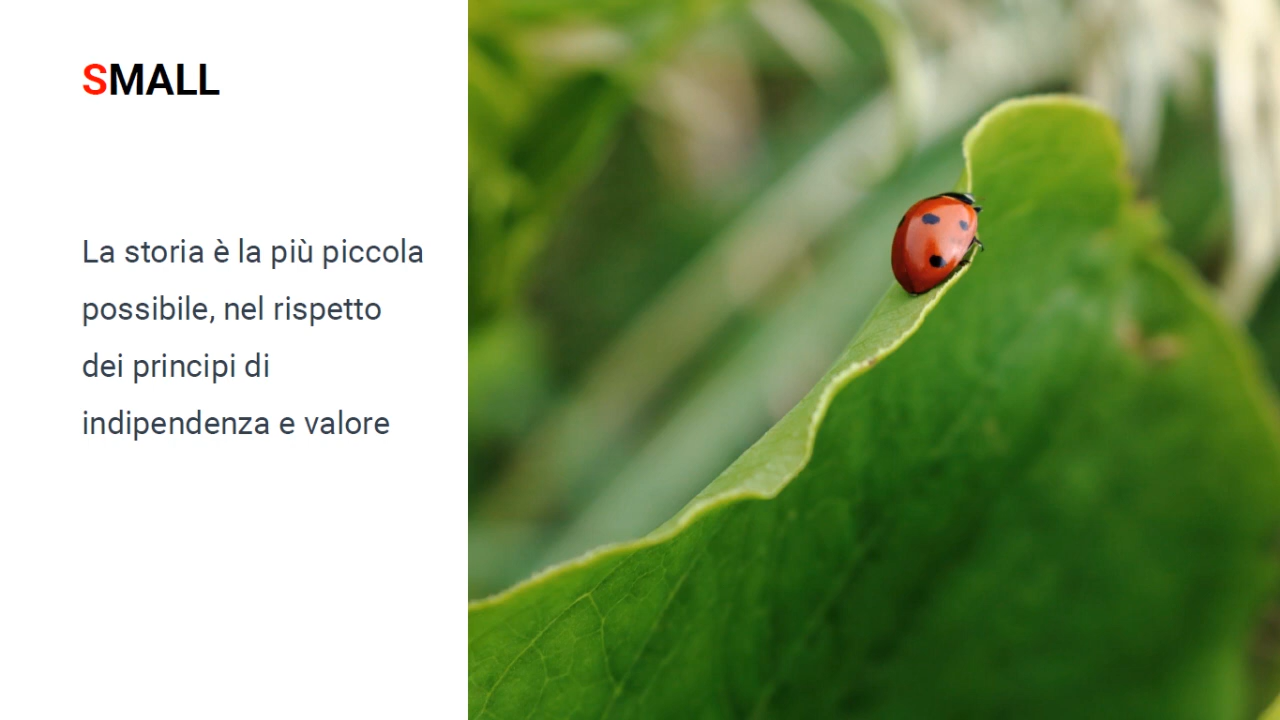 SMALL
La storia è la più piccola
possibile, nel rispetto
dei principi di
indipendenza e valore